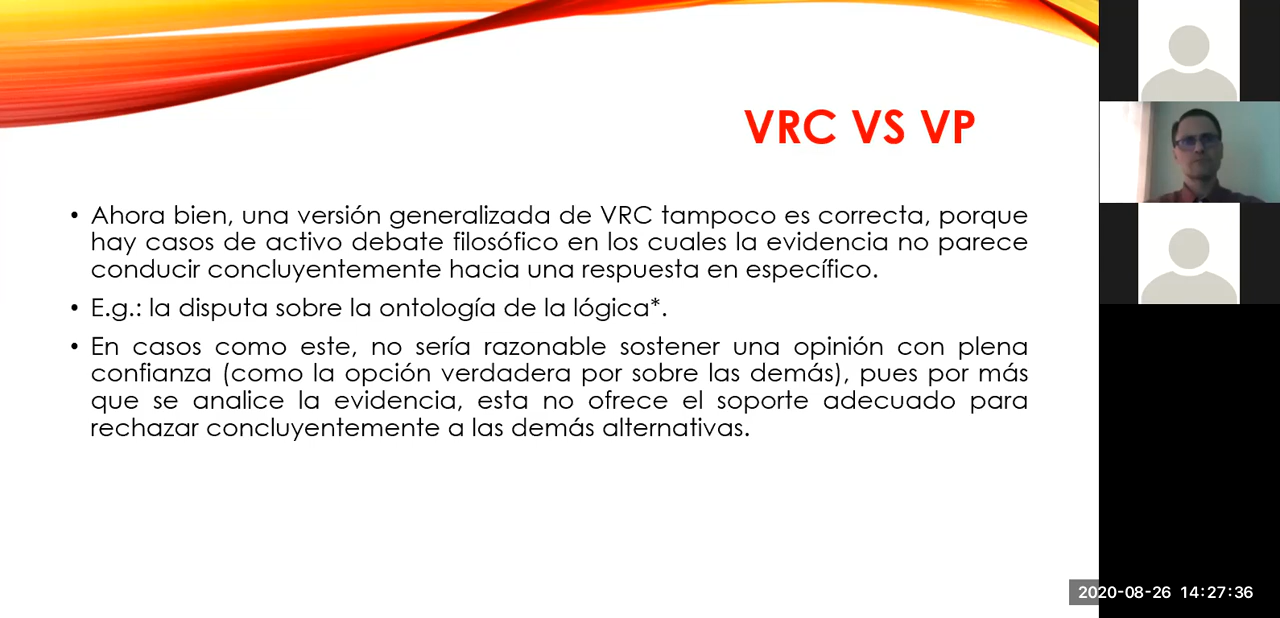 VRC VS VP
• Ahora bien, una versión generalizada de VRC tampoco es correcta, porque
hay casos de activo debate filosófico en los cuales la evidencia no parece
conducir concluyentemente hacia una respuesta en específico.
• E.g.: la disputa sobre la ontología de la lógica*.
• En casos como este, no sería razonable sostener una opinión con plena
confianza (como la opción verdadera por sobre las demás), pues por más
que se analice la evidencia, esta no ofrece el soporte adecuado para
rechazar concluyentemente a las demás alternativas.
2020-08-26 14:27:36